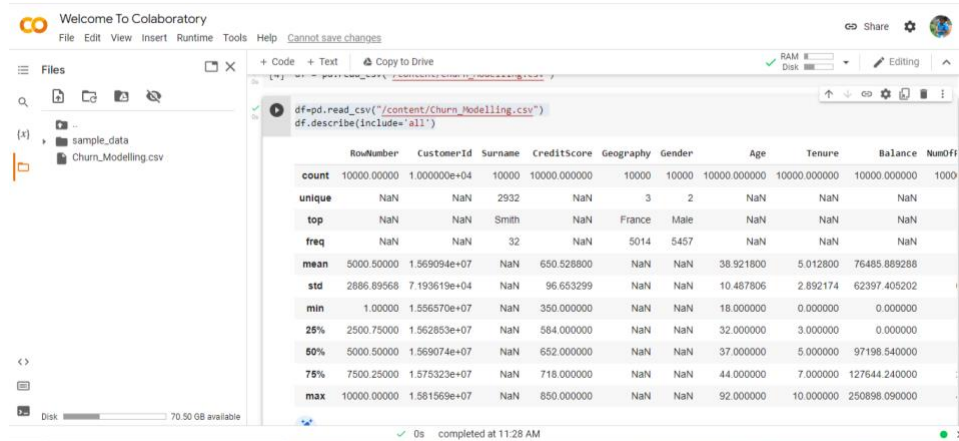 Welcome To Colaboratory
File Edit View Insert Runtime Tools Help Cannot save changes
Share
Files
+ Code + Text Copy to Drive
RAM
Disk
Editing
df=pd.read_csv("/content/Churn_Modelling.csv")
df.describe(include='all')
{x}
..
sample_data
Churn_Modelling.csv
RowNumber CustomerId Surname CreditScore Geography Gender Age Tenure Balance
count 10000.00000 1.000000e+04 10000 10000.000000 10000 10000 10000.000000 10000.000000 10000.000000
unique NaN NaN 2932 NaN 3 2 NaN NaN NaN
top NaN NaN Smith NaN France Male NaN NaN NaN
freq NaN NaN 32 NaN 5014 5457 NaN NaN NaN
mean 5000.50000 1.569094e+07 NaN 650.528800 NaN NaN 38.921800 5.012800 76485.889288
std 2886.89568 7.193619e+04 NaN 96.653299 NaN NaN 10.487806 2.892174 62397.405202
min 1.00000 1.556570e+07 NaN 350.000000 NaN NaN 18.000000 0.000000 0.000000
25% 2500.75000 1.562853e+07 NaN 584.000000 NaN NaN 32.000000 3.000000 0.000000
50% 5000.50000 1.569074e+07 NaN 652.000000 NaN NaN 37.000000 5.000000 97198.540000
75% 7500.25000 1.575323e+07 NaN 718.000000 NaN NaN 44.000000 7.000000 127644.240000
max 10000.00000 1.581569e+07 NaN 850.000000 NaN NaN 92.000000 10.000000 250898.090000
Disk 70.50 GB available
0s completed at 11:28 AM